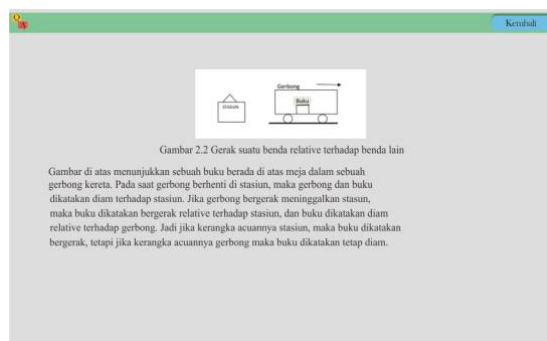 Q
A
Kembali
Gerbong
Buku
stasiun
Gambar 2.2 Gerak suatu benda relative terhadap benda lain
Gambar di atas menunjukkan sebuah buku berada di atas meja dalam sebuah
gerbong kereta. Pada saat gerbong berhenti di stasiun, maka gerbong dan buku
dikatakan diam terhadap stasiun. Jika gerbong bergerak meninggalkan stasun,
maka buku dikatakan bergerak relative terhadap stasiun, dan buku dikatakan diam
relative terhadap gerbong. Jadi jika kerangka acuannya stasiun, maka buku dikatakan
bergerak, tetapi jika kerangka acuannya gerbong maka buku dikatakan tetap diam.